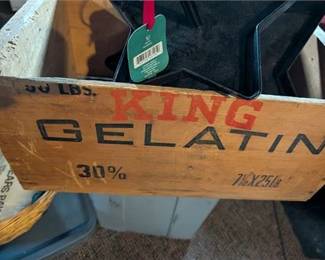 50 LBS.
KING
GELATIN
30%